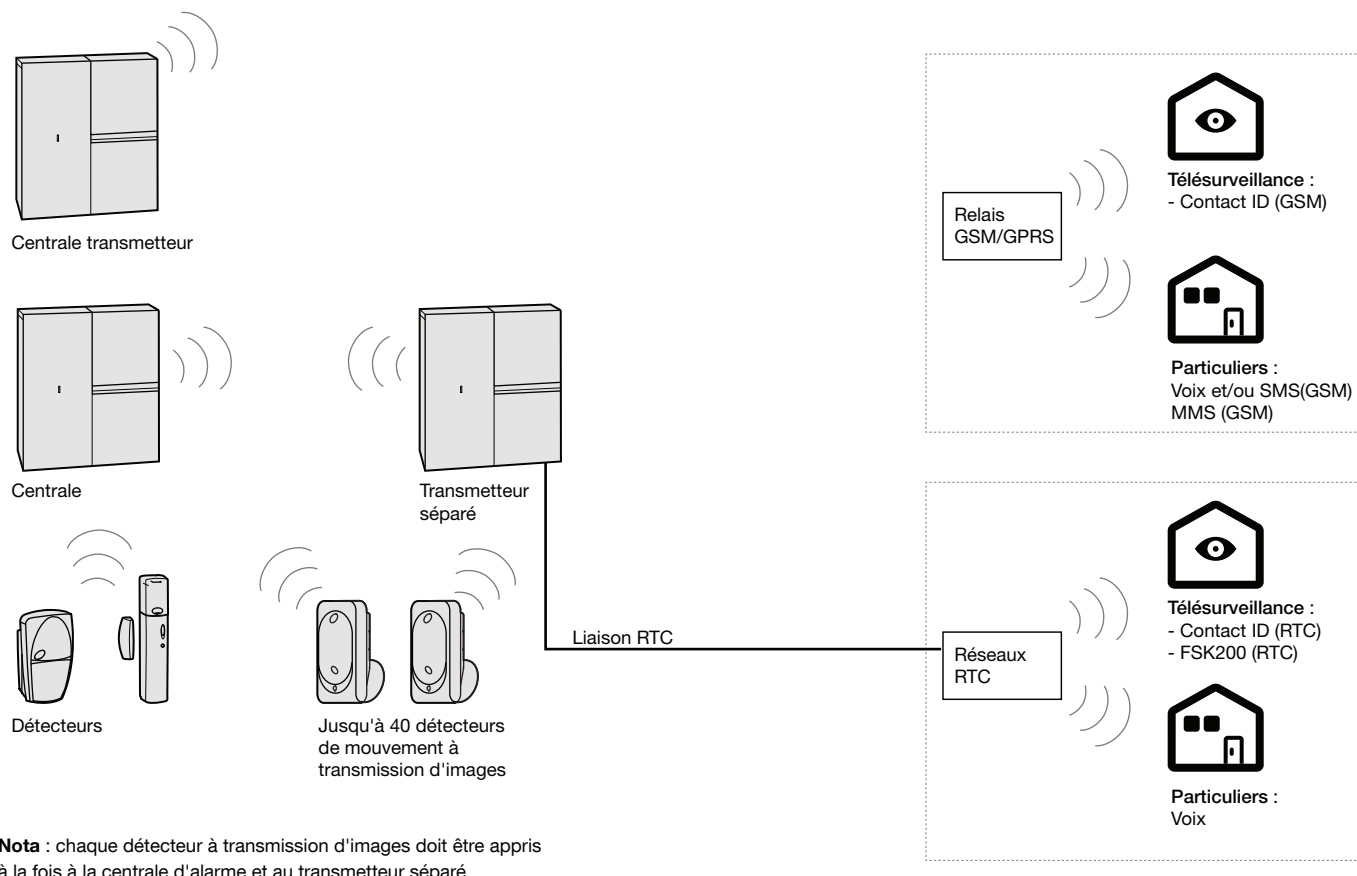 Centrale transmetteur
Relais
GSM/GPRS
Télésurveillance :
- Contact ID (GSM)
Particuliers :
Voix et/ou SMS(GSM)
MMS (GSM)
Centrale
Transmetteur
séparé
Détecteurs
Jusqu'à 40 détecteurs
de mouvement à
transmission d'images
Liaison RTC
Réseaux
RTC
Télésurveillance :
- Contact ID (RTC)
- FSK200 (RTC)
Particuliers :
Voix
Nota : chaque détecteur à transmission d'images doit être appris
à la fois à la centrale d'alarme et au transmetteur séparé